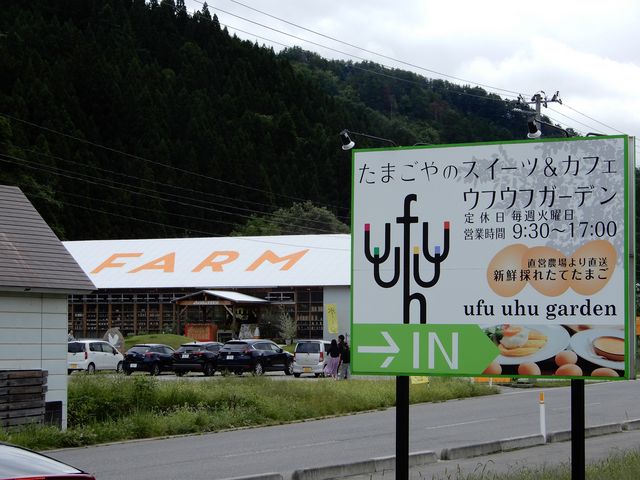 FARM
たまごやのスイーツ&カフェ
ウフウフガーデン
定休日 毎週火曜日
営業時間 9:30~17:00
ufu
uhu
直営農場より直送
新鮮採れたてたまご
ufu uhu garden
→IN